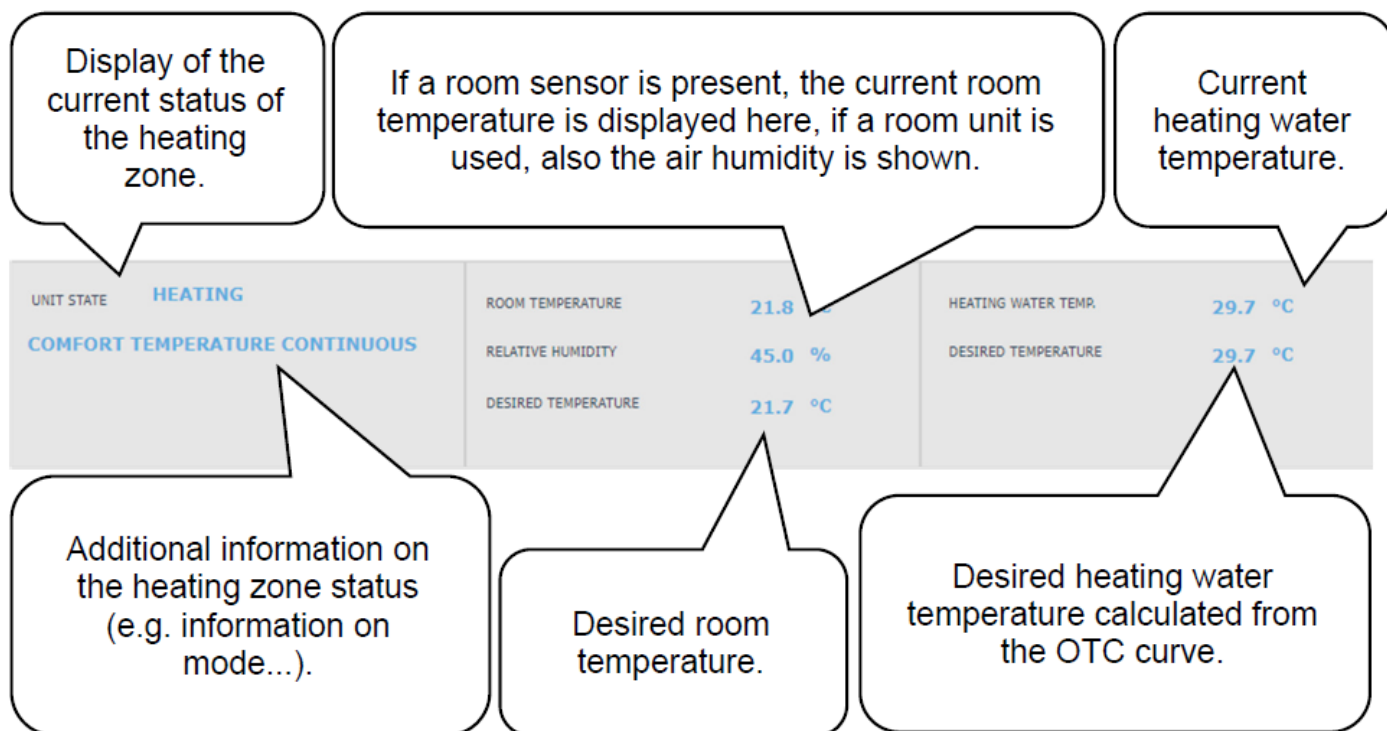 Display of the
current status of
the heating
zone.
If a room sensor is present, the current room
temperature is displayed here, if a room unit is
used, also the air humidity is shown.
Current
heating water
temperature.
UNIT STATE HEATING
COMFORT TEMPERATURE CONTINUOUS
ROOM TEMPERATURE 21.8
RELATIVE HUMIDITY 45.0 %
DESIRED TEMPERATURE 21.7 °C
HEATING WATER TEMP. 29.7 °C
DESIRED TEMPERATURE 29.7 °C
Additional information on
the heating zone status
(e.g. information on
mode...).
Desired room
temperature.
Desired heating water
temperature calculated from
the OTC curve.